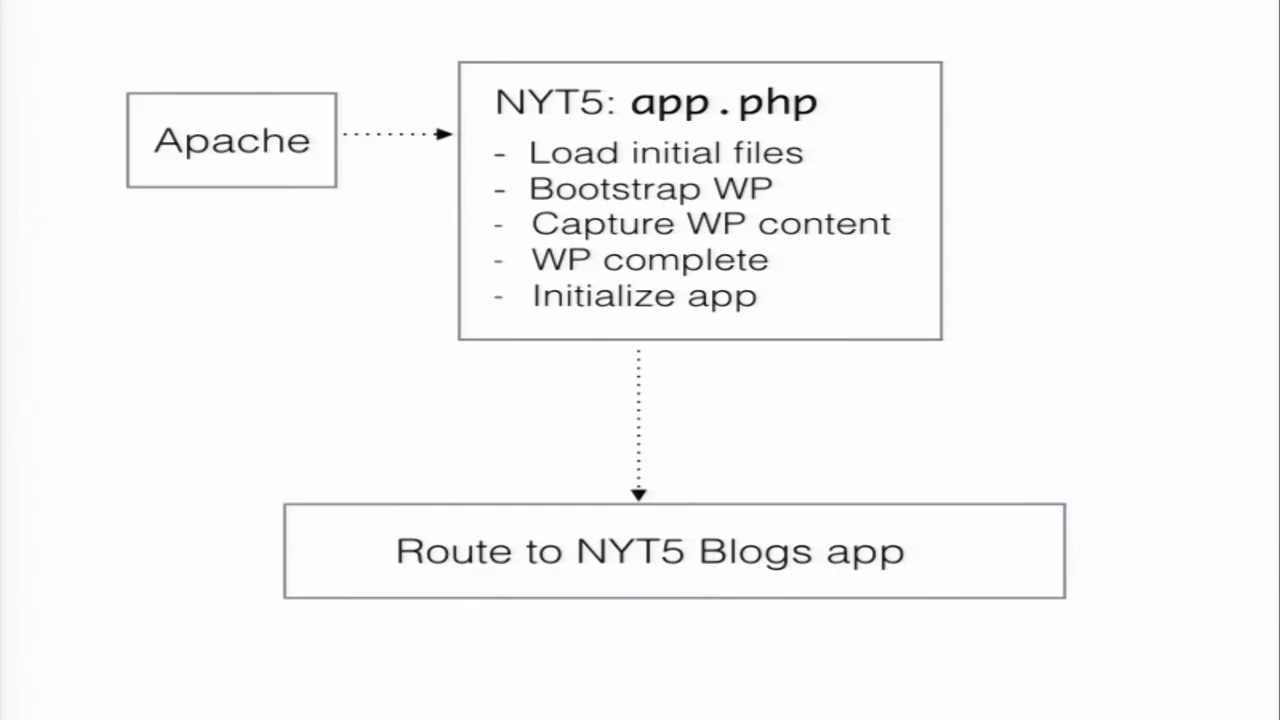 Apache
NYT5: app.php
- Load initial files
- Bootstrap WP
- Capture WP content
- WP complete
- Initialize app
Route to NYT5 Blogs app